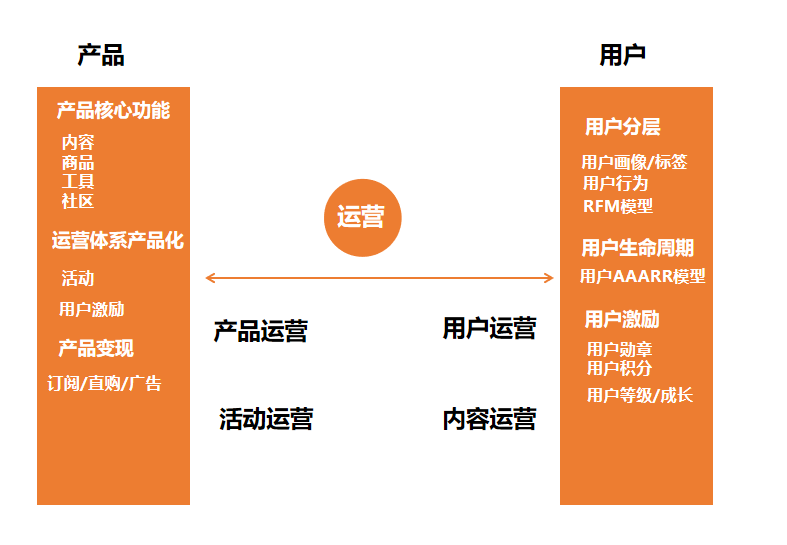 产品
产品核心功能
内容
商品
工具
社区
运营体系产品化
活动
用户激励
产品变现
订阅/直购/广告
运营
产品运营
用户运营
活动运营
内容运营
用户
用户分层
用户画像/标签
用户行为
RFM模型
用户生命周期
用户AAARR模型
用户激励
用户勋章
用户积分
用户等级/成长